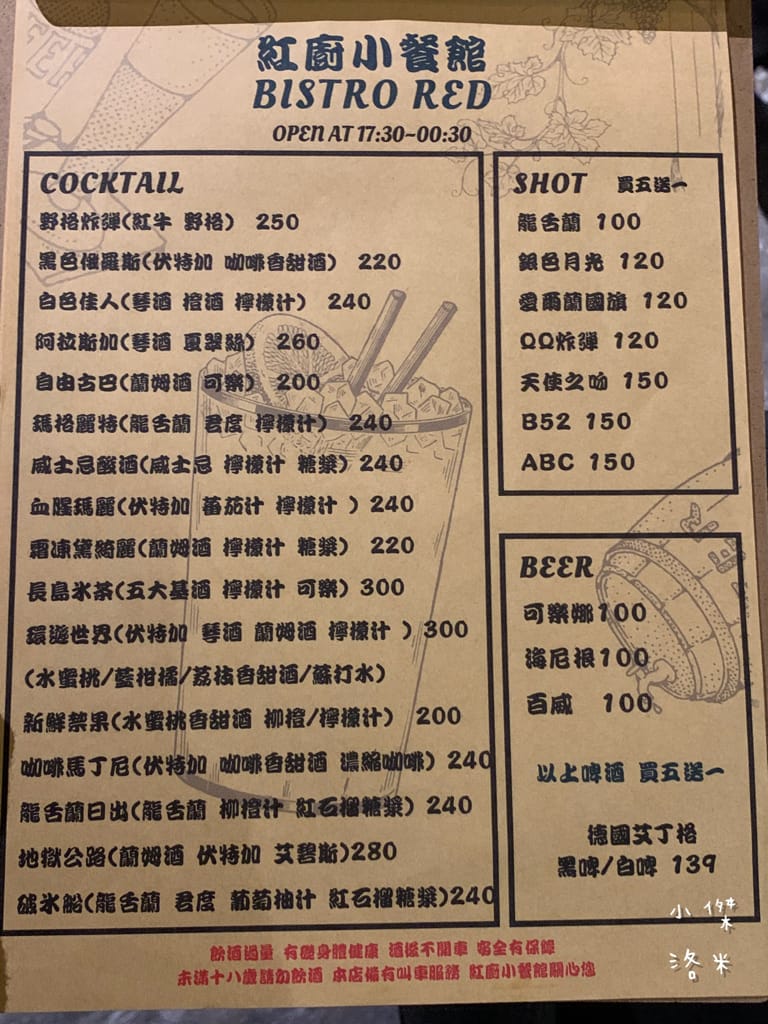 紅廚小餐館
BISTRO RED
OPEN AT 17:30~00:30
COCKTAIL
野格炸彈(紅牛 野格) 250
黑色俄羅斯(伏特加 咖啡香甜酒) 220
白色佳人(琴酒 橙酒 檸檬汁) 240
阿拉斯加(琴酒 夏翠絲) 260
自由古巴(蘭姆酒 可樂) 200
瑪格麗特(龍舌蘭 君度 檸檬汁) 240
威士忌酸酒(威士忌 檸檬汁 糖漿) 240
血腥瑪麗(伏特加 蕃茄汁 檸檬汁 ) 240
霜凍黛綺麗(蘭姆酒 檸檬汁 糖漿) 220
長島冰茶(五大基酒 檸檬汁 可樂) 300
環遊世界(伏特加 琴酒 蘭姆酒 檸檬汁 ) 300
(水蜜桃/藍柑橘/荔枝香甜酒/蘇打水)
新鮮禁果(水蜜桃香甜酒 柳橙/檸檬汁) 200
咖啡馬丁尼(伏特加 咖啡香甜酒 濃縮咖啡) 240
龍舌蘭日出(龍舌蘭 柳橙汁 紅石榴糖漿) 240
地獄公路(蘭姆酒 伏特加 艾碧斯)280
破冰船(龍舌蘭 君度 葡萄柚汁 紅石榴糖漿)240
SHOT 買五送一
龍舌蘭 100
銀色月光 120
愛爾蘭國旗 120
ΩΩ炸彈 120
天使之吻 150
B52 150
ABC 150
BEER
可樂娜100
海尼根100
百威 100
以上啤酒 買五送一
德國艾丁格
黑啤/白啤 139
飲酒過量 有礙身體健康 酒後不開車 安全有保障
未滿十八歲請勿飲酒 本店備有叫車服務 紅廚小餐館關心您
小傑
洛米